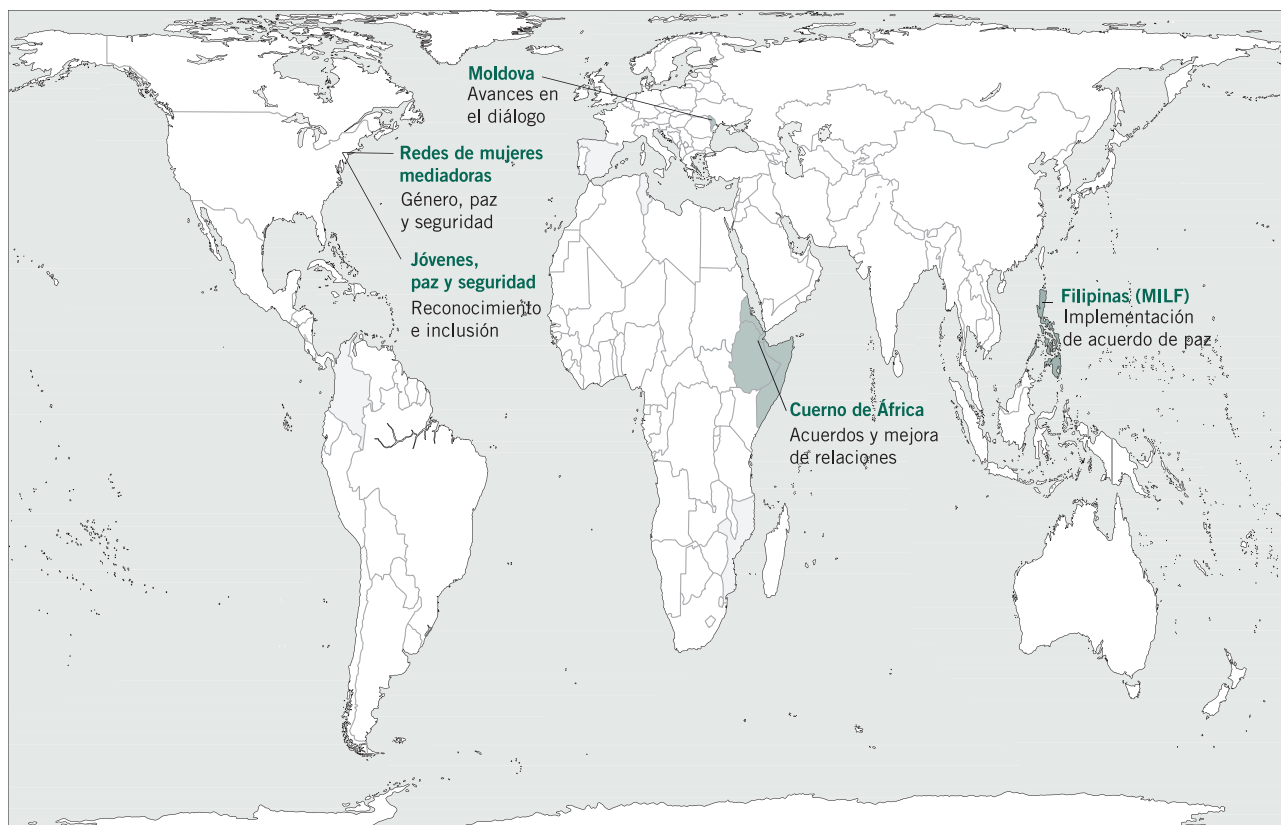 Moldova
Avances en
el diálogo
Redes de mujeres
mediadoras
Género, paz
y seguridad
Jóvenes,
paz y seguridad
Reconocimiento
e inclusión
Filipinas (MILF)
Implementación
de acuerdo de paz
Cuerno de África
Acuerdos y mejora
de relaciones